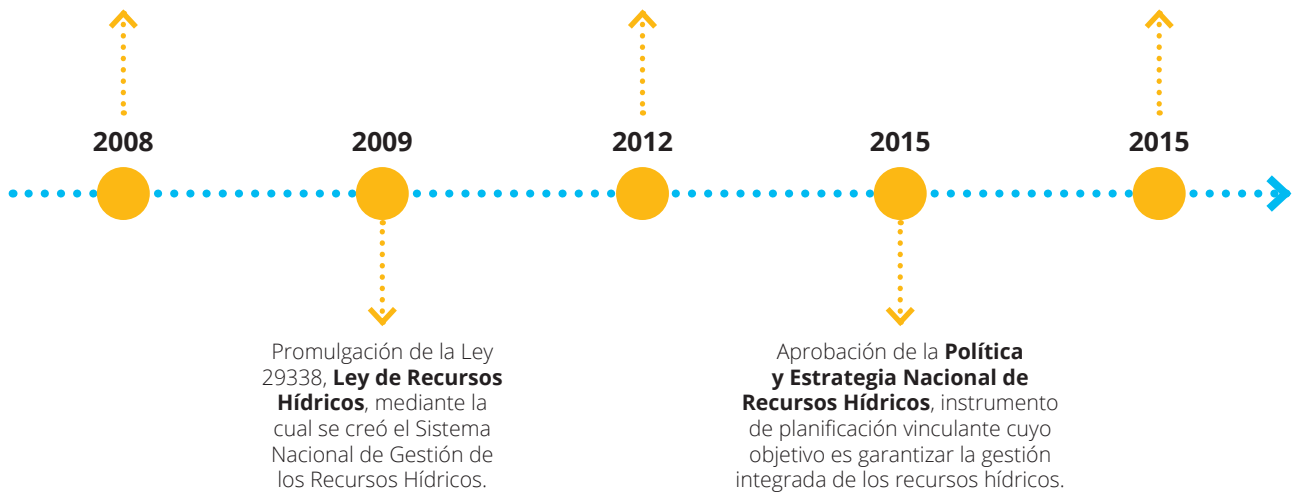 2008
2009
2012
2015
2015
Promulgación de la Ley
29338, Ley de Recursos
Hídricos, mediante la
cual se creó el Sistema
Nacional de Gestión de
los Recursos Hídricos.
Aprobación de la Política
y Estrategia Nacional de
Recursos Hídricos, instrumento
de planificación vinculante cuyo
objetivo es garantizar la gestión
integrada de los recursos hídricos.